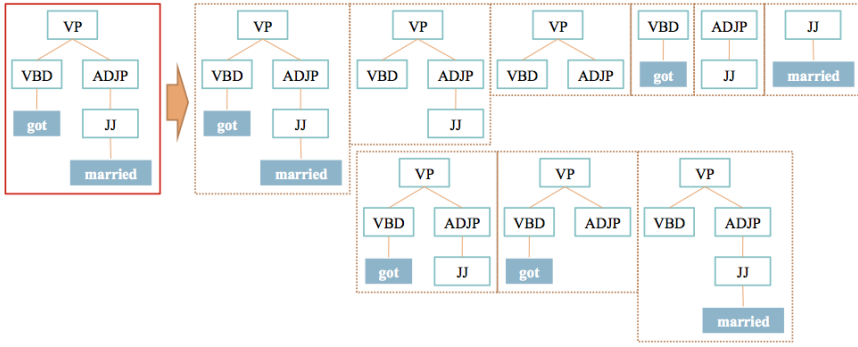 VP VP VP VP VBD ADJP JJ
VBD ADJP VBD ADJP VBD ADJP VBD ADJP got JJ married
got JJ got JJ JJ
married married
VP VP VP
VBD ADJP VBD ADJP VBD ADJP
got JJ got JJ
married